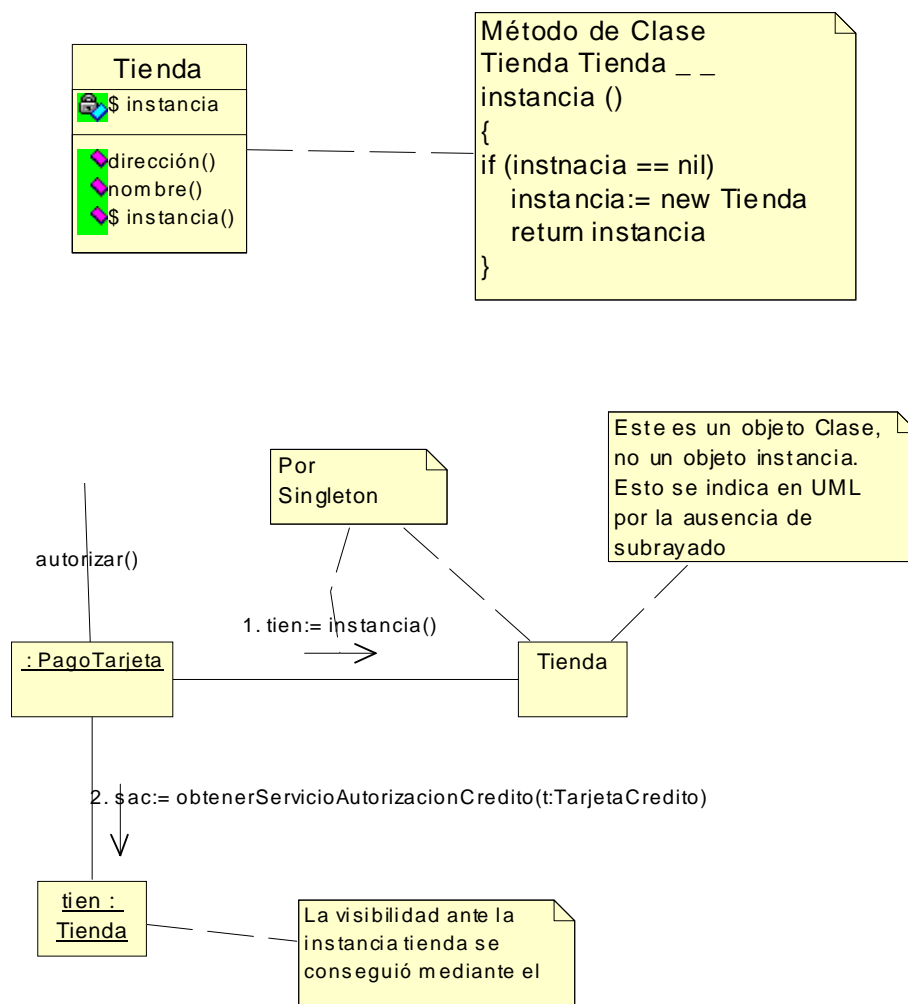 Tienda
$ instancia
dirección()
nombre()
$ instancia()
Método de Clase
Tienda Tienda _ _
instancia ()
{
if (instnacia == nil)
instancia:= new Tienda
return instancia
}
Por
Singleton
Este es un objeto Clase,
no un objeto instancia.
Esto se indica en UML
por la ausencia de
subrayado
autorizar()
1. tien:= instancia()
: PagoTarjeta
Tienda
2. sac:= obtenerServicioAutorizacionCredito(t:TarjetaCredito)
tien :
Tienda
La visibilidad ante la
instancia tienda se
conseguió mediante el